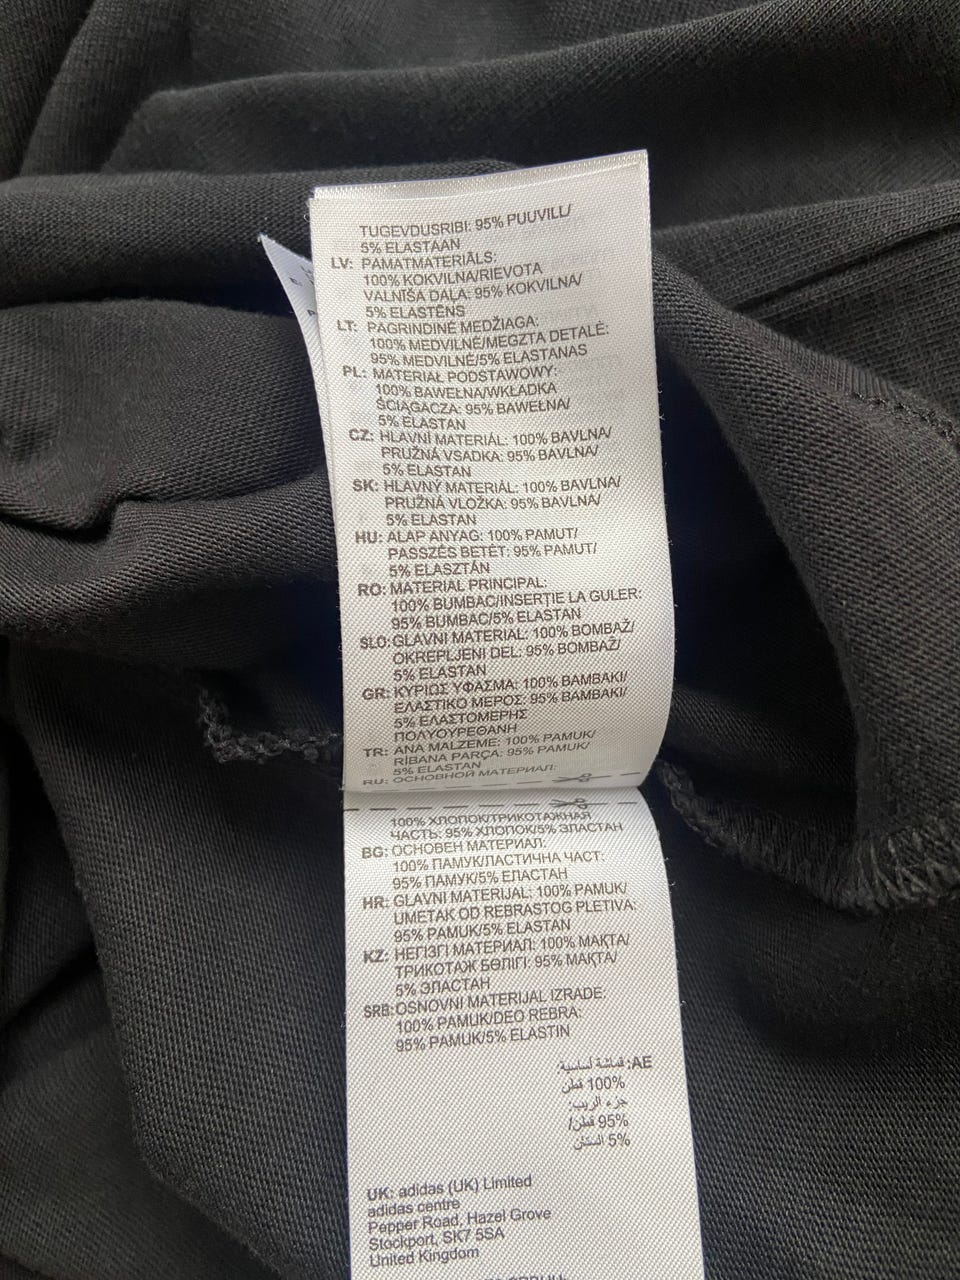 TUGEVDUSRIBI: 95% PUUVILL/
5% ELASTAAN
LV: PAMATMATERIĀLS:
100% KOKVILNA/RIEVOTA
VALNĪŠA DAĻA: 95% KOKVILNA/
5% ELASTĒNS
LT: PAGRINDINĖ MEDŽIAGA:
100% MEDVILNĖ/MEGZTA DETALĖ:
95% MEDVILNĖ/5% ELASTANAS
PL: MATERIAŁ PODSTAWOWY:
100% BAWEŁNA/WKŁADKA
ŚCIĄGACZA: 95% BAWEŁNA/
5% ELASTAN
CZ: HLAVNÍ MATERIÁL: 100% BAVLNA/
PRUŽNÁ VSADKA: 95% BAVLNA/
5% ELASTAN
SK: HLAVNÝ MATERIÁL: 100% BAVLNA/
PRUŽNÁ VLOŽKA: 95% BAVLNA/
5% ELASTAN
HU: ALAP ANYAG: 100% PAMUT/
PASSZÉS BETÉT: 95% PAMUT/
5% ELASZTÁN
RO: MATERIAL PRINCIPAL:
100% BUMBAC/INSERŢIE LA GULER:
95% BUMBAC/5% ELASTAN
SLO: GLAVNI MATERIAL: 100% BOMBAŽ/
OKREPLJENI DEL: 95% BOMBAŽ/
5% ELASTAN
GR: ΚΥΡΙΩΣ ΥΦΑΣΜΑ: 100% ΒΑΜΒΑΚΙ/
ΕΛΑΣΤΙΚΟ ΜΕΡΟΣ: 95% ΒΑΜΒΑΚΙ/
5% ΕΛΑΣΤΟΜΕΡΗΣ
ΠΟΛΥΟΥΡΕΘΑΝΗ
TR: ANA MALZEME: 100% PAMUK/
RİBANA PARÇA: 95% PAMUK/
5% ELASTAN
RU: ОСНОВНОЙ МАТЕРИАЛ:
100% ХЛОПОК/ТРИКОТАЖНАЯ
ЧАСТЬ: 95% ХЛОПОК/5% ЭЛАСТАН
BG: ОСНОВЕН МАТЕРИАЛ:
100% ПАМУК/ЛАСТИЧНА ЧАСТ:
95% ПАМУК/5% ЕЛАСТАН
HR: GLAVNI MATERIJAL: 100% PAMUK/
UMETAK OD REBRASTOG PLETIVA:
95% PAMUK/5% ELASTAN
KZ: НЕГІЗГІ МАТЕРИАЛ: 100% МАҚТА/
ТРИКОТАЖ БӨЛІГІ: 95% МАҚТА/
5% ЭЛАСТАН
SRB: OSNOVNI MATERIJAL IZRADE:
100% PAMUK/DEO REBRA:
95% PAMUK/5% ELASTIN
AE: قماشة أساسية:
100% قطن
جزء الريب:
95% قطن/
5% الستان
UK: adidas (UK) Limited
adidas centre
Pepper Road, Hazel Grove
Stockport, SK7 5SA
United Kingdom